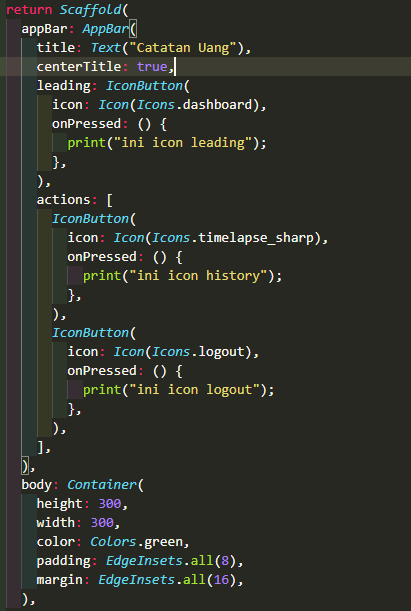 return Scaffold(
  appBar: AppBar(
    title: Text("Catatan Uang"),
    centerTitle: true,
    leading: IconButton(
      icon: Icon(Icons.dashboard),
      onPressed: () {
        print("ini icon leading");
      },
    ),
    actions: [
      IconButton(
        icon: Icon(Icons.timelapse_sharp),
        onPressed: () {
          print("ini icon history");
        },
      ),
      IconButton(
        icon: Icon(Icons.logout),
        onPressed: () {
          print("ini icon logout");
        },
      ),
    ],
  ),
  body: Container(
    height: 300,
    width: 300,
    color: Colors.green,
    padding: EdgeInsets.all(8),
    margin: EdgeInsets.all(16),
  ),